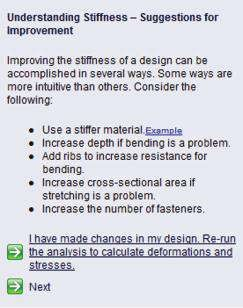 Understanding Stiffness – Suggestions for
Improvement
Improving the stiffness of a design can be
accomplished in several ways. Some ways are
more intuitive than others. Consider the
following:
● Use a stiffer material.Example
● Increase depth if bending is a problem.
● Add ribs to increase resistance for
bending.
● Increase cross-sectional area if
stretching is a problem.
● Increase the number of fasteners.
I have made changes in my design. Re-run
the analysis to calculate deformations and
stresses.
Next